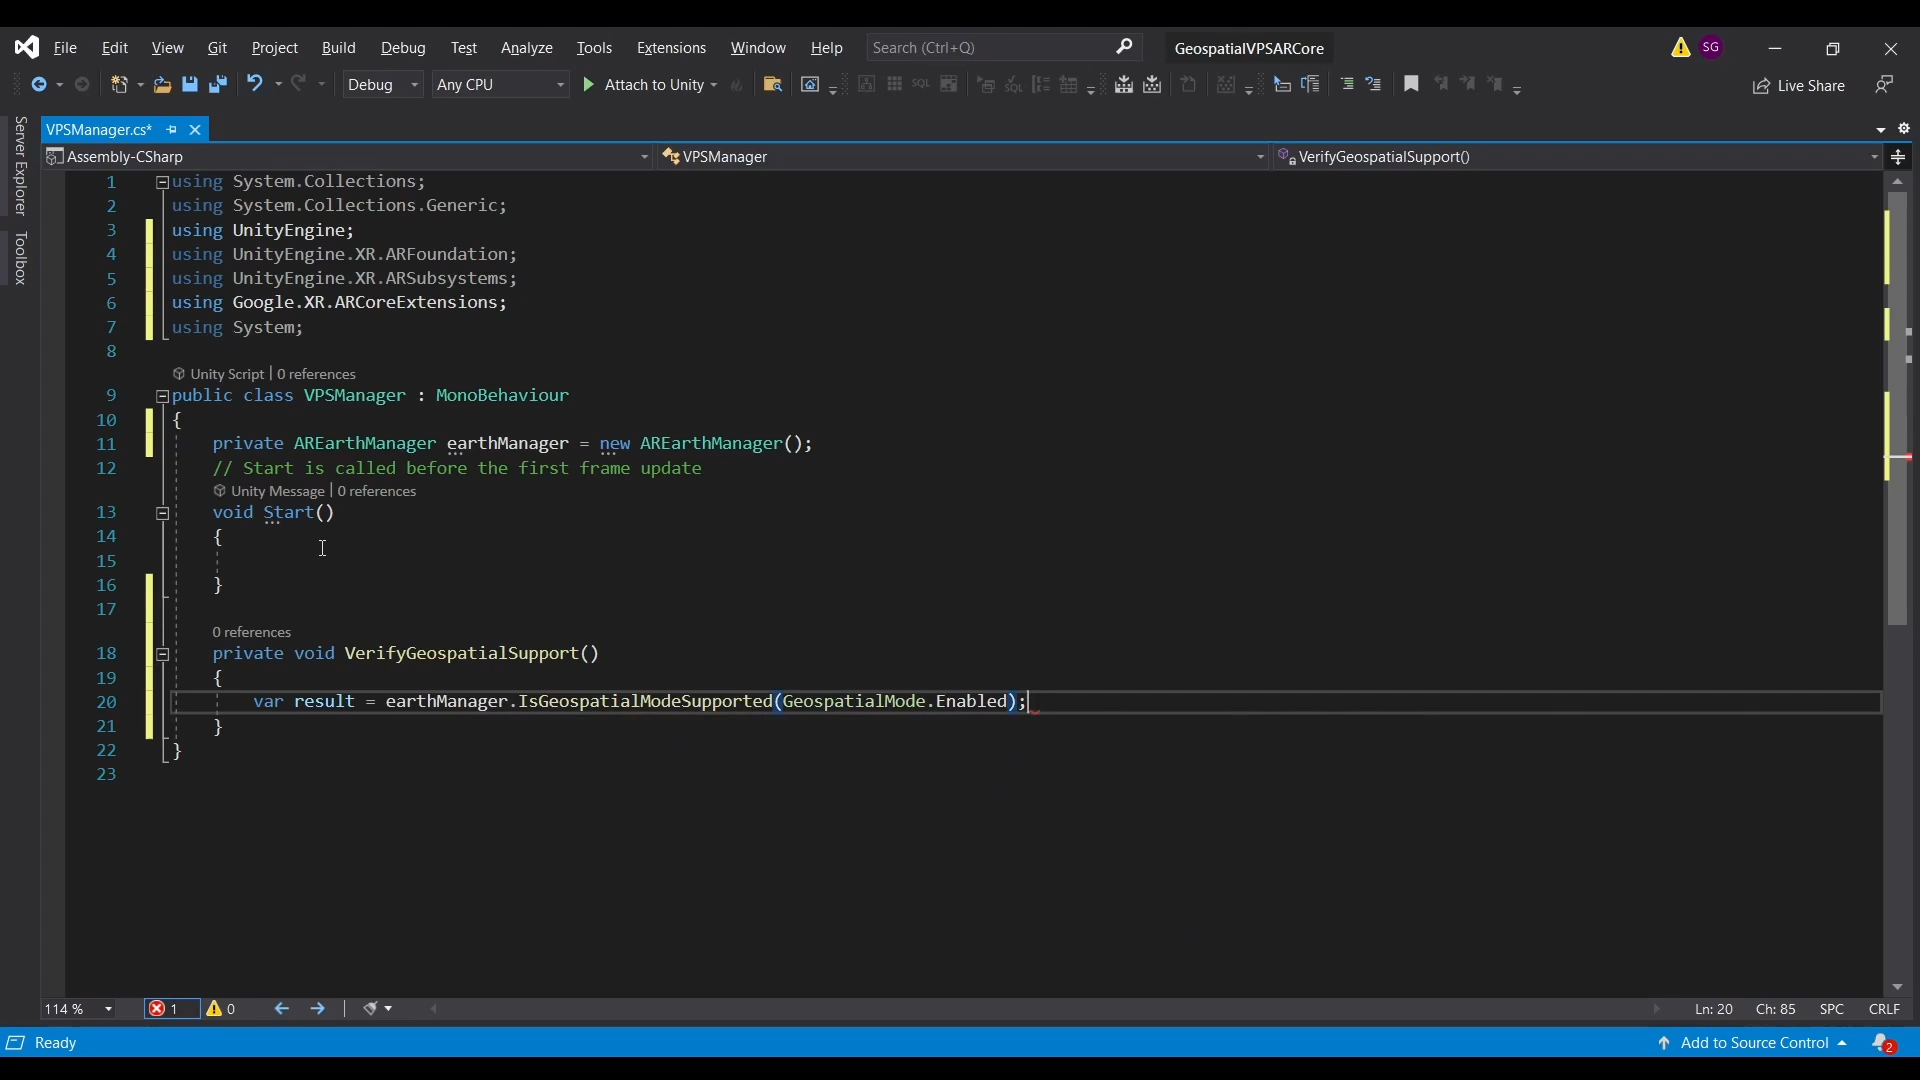 File Edit View Git Project Build Debug Test Analyze Tools Extensions Window Help Search (Ctrl+Q) GeospatialVPSARCore SG
Debug Any CPU Attach to Unity Live Share
VPSManager.cs*
Assembly-CSharp VPSManager VerifyGeospatialSupport()
Server Explorer
Toolbox
1 using System.Collections;
2 using System.Collections.Generic;
3 using UnityEngine;
4 using UnityEngine.XR.ARFoundation;
5 using UnityEngine.XR.ARSubsystems;
6 using Google.XR.ARCoreExtensions;
7 using System;
8
Unity Script | 0 references
9 public class VPSManager : MonoBehaviour
10 {
11 private AREarthManager earthManager = new AREarthManager();
12 // Start is called before the first frame update
Unity Message | 0 references
13 void Start()
14 {
15
16 }
17
0 references
18 private void VerifyGeospatialSupport()
19 {
20 var result = earthManager.IsGeospatialModeSupported(GeospatialMode.Enabled);
21 }
22 }
23
114 % 1 0 Ln: 20 Ch: 85 SPC CRLF
Ready Add to Source Control 2